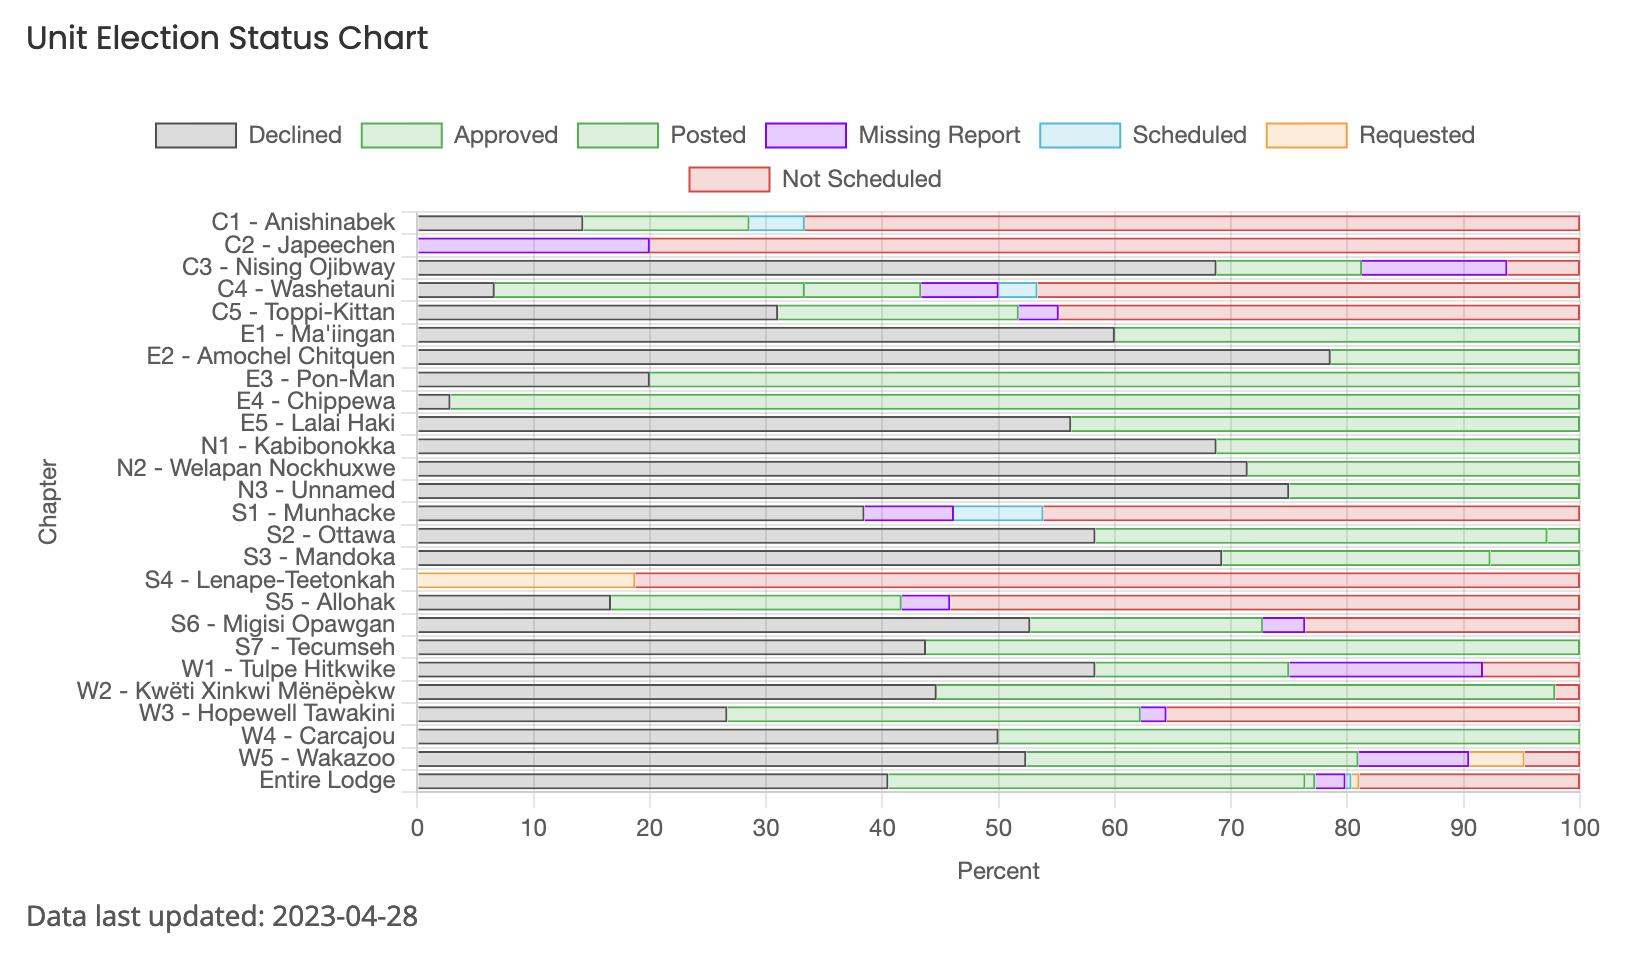 Unit Election Status Chart
Declined Approved Posted Missing Report Scheduled Requested
Not Scheduled
C1 - Anishinabek
C2 - Japeechen
C3 - Nising Ojibway
C4 - Washetauni
C5 - Toppi-Kittan
E1 - Ma'iingan
E2 - Amochel Chitquen
E3 - Pon-Man
E4 - Chippewa
E5 - Lalai Haki
N1 - Kabibonokka
N2 - Welapan Nockhuxwe
N3 - Unnamed
S1 - Munhacke
S2 - Ottawa
S3 - Mandoka
S4 - Lenape-Teetonkah
S5 - Allohak
S6 - Migisi Opawgan
S7 - Tecumseh
W1 - Tulpe Hitkwike
W2 - Kwëti Xinkwi Mënëpèkw
W3 - Hopewell Tawakini
W4 - Carcajou
W5 - Wakazoo
Entire Lodge
Chapter
0 10 20 30 40 50 60 70 80 90 100
Percent
Data last updated: 2023-04-28